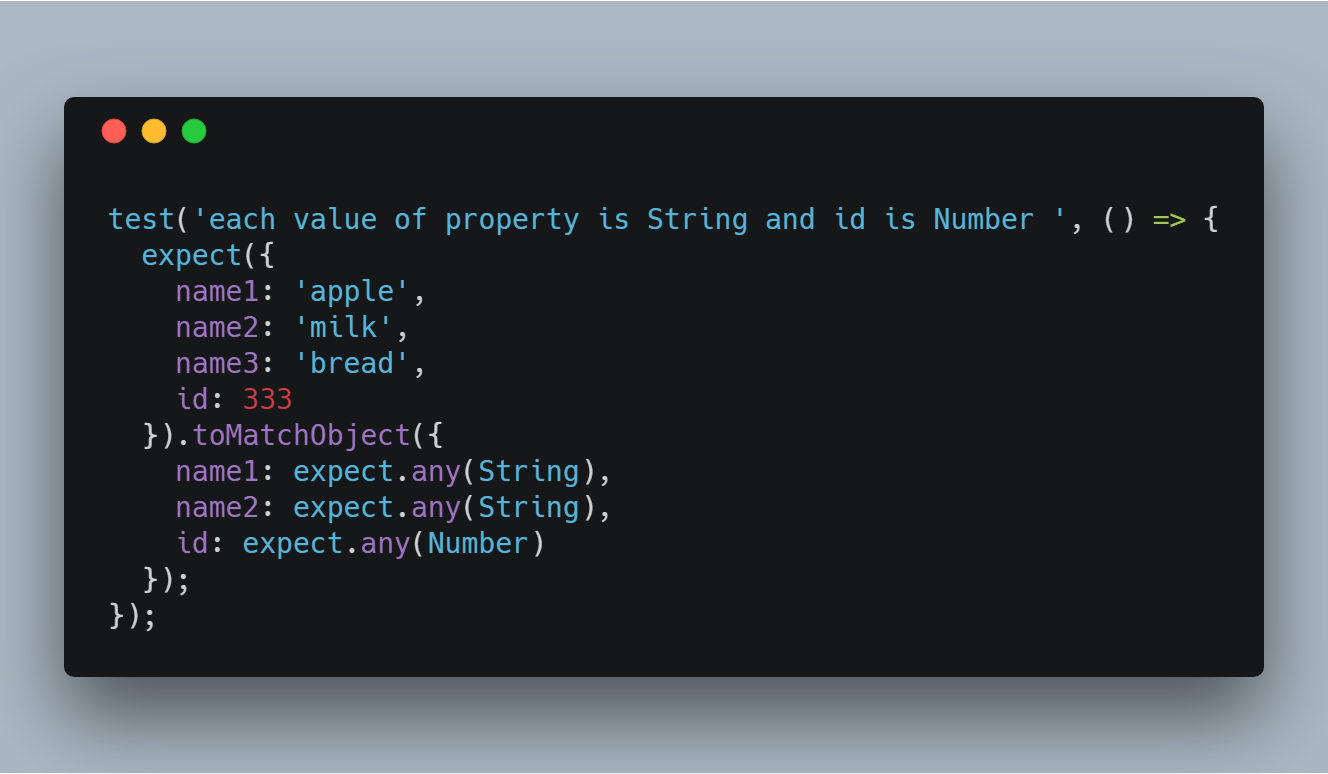 test('each value of property is String and id is Number ', () => {
  expect({
    name1: 'apple',
    name2: 'milk',
    name3: 'bread',
    id: 333
  }).toMatchObject({
    name1: expect.any(String),
    name2: expect.any(String),
    id: expect.any(Number)
  });
});